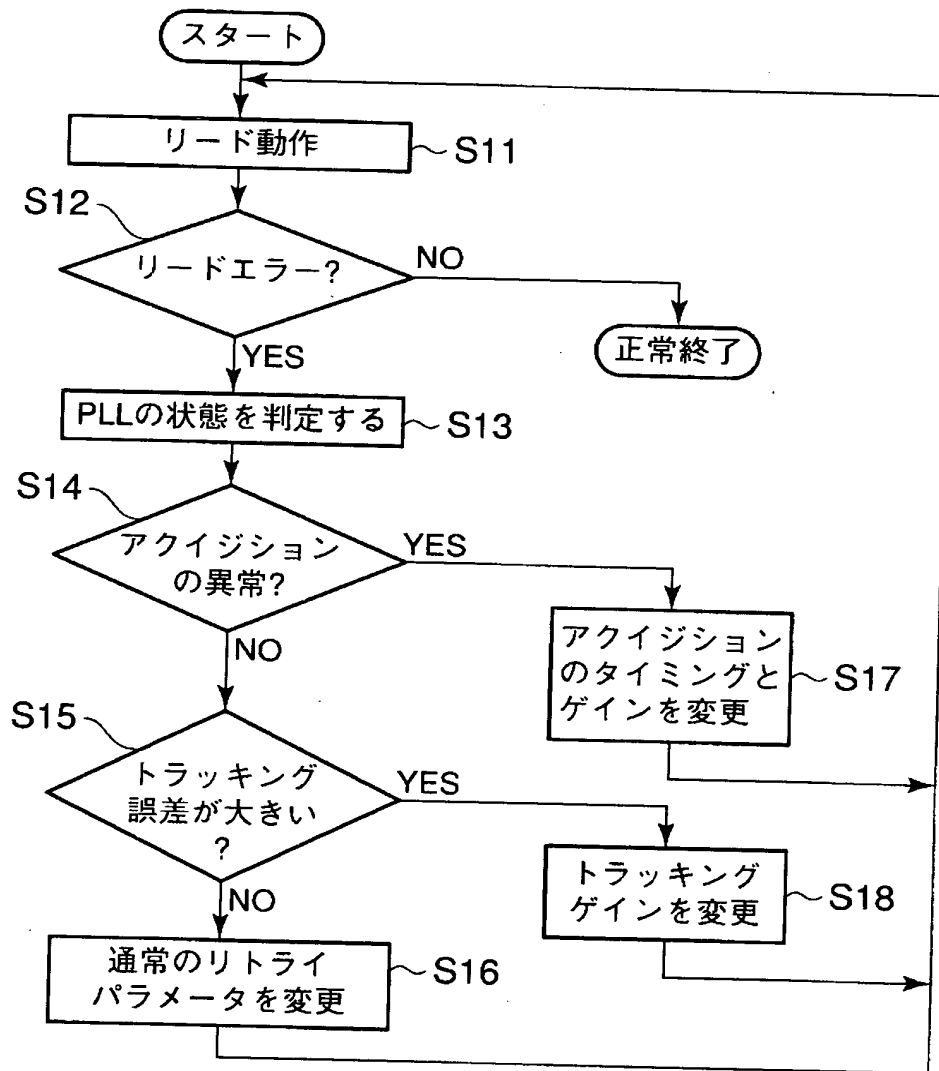 スタート
リード動作
S11
S12
リードエラー?
NO
YES
正常終了
PLLの状態を判定する
S13
S14
アクイジション
の異常?
YES
NO
アクイジション
のタイミングと
ゲインを変更
S17
S15
トラッキング
誤差が大きい
?
YES
NO
トラッキング
ゲインを変更
S18
通常のリトライ
パラメータを変更
S16